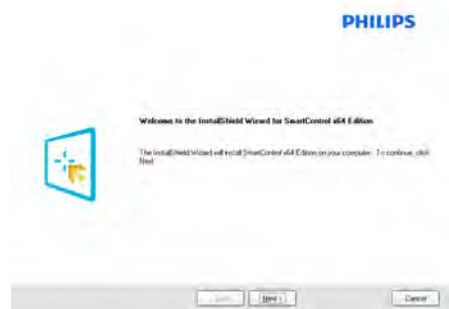 PHILIPS
Welcome to the InstallShield Wizard for SmartControl x64 Edition
The InstallShield Wizard will install SmartControl x64 Edition on your computer. To continue, click
Next
Next >
Cancel